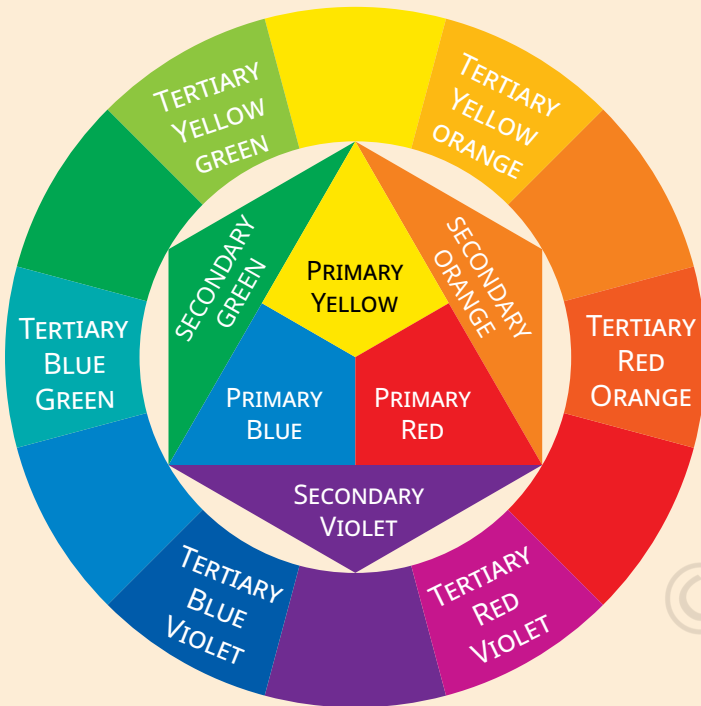 TERTIARY
YELLOW
GREEN
TERTIARY
YELLOW
ORANGE
SECONDARY
GREEN
PRIMARY
YELLOW
SECONDARY
ORANGE
TERTIARY
BLUE
GREEN
TERTIARY
RED
ORANGE
PRIMARY
BLUE
PRIMARY
RED
SECONDARY
VIOLET
TERTIARY
BLUE
VIOLET
TERTIARY
RED
VIOLET
©